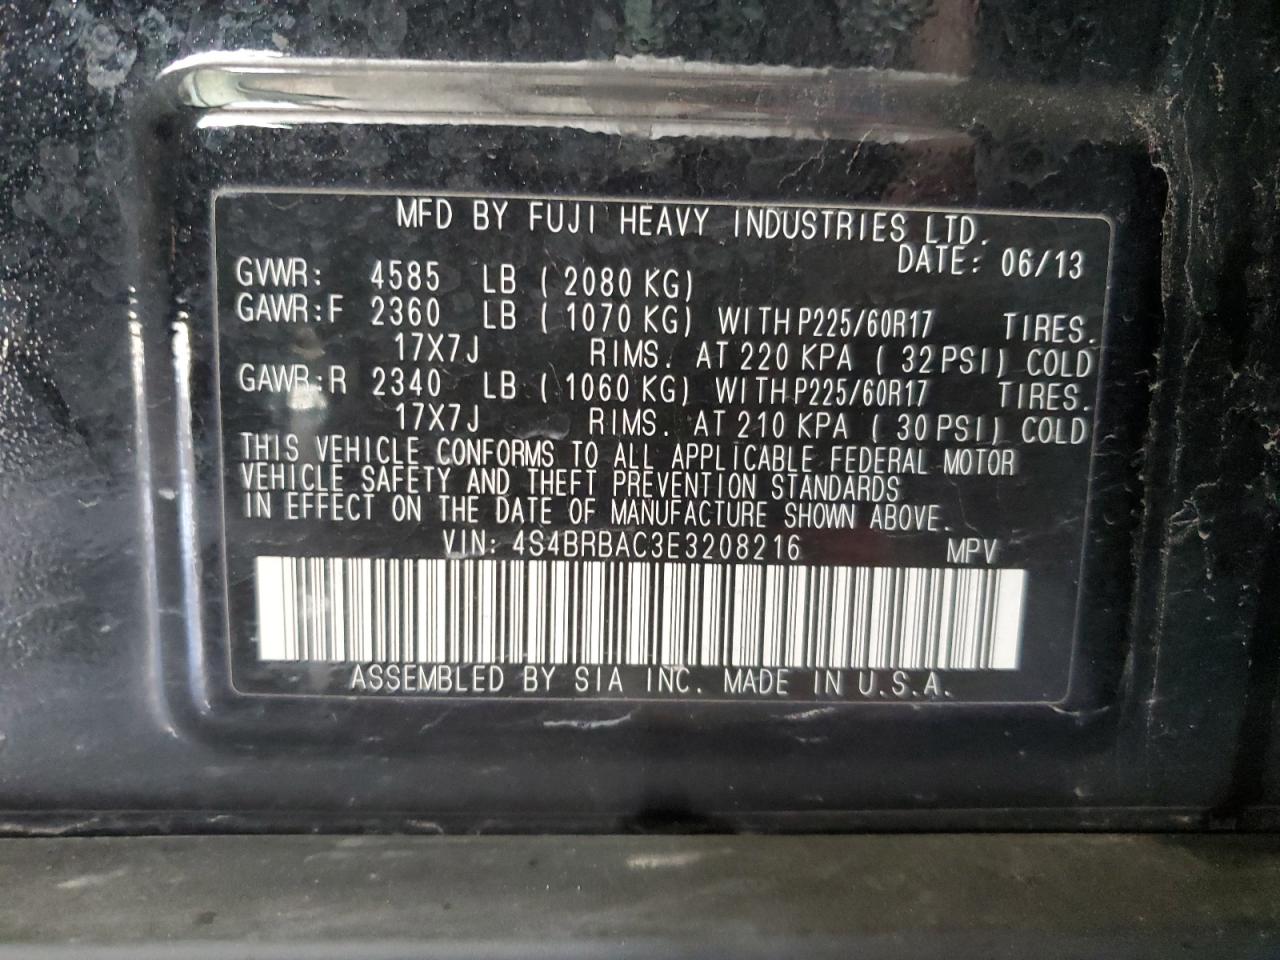 MFD BY FUJI HEAVY INDUSTRIES LTD.
DATE: 06/13
GVWR: 4585 LB ( 2080 KG)
GAWR:F 2360 LB ( 1070 KG) WITH P225/60R17 TIRES.
17X7J RIMS. AT 220 KPA ( 32 PSI) COLD
GAWR:R 2340 LB ( 1060 KG) WITH P225/60R17 TIRES.
17X7J RIMS. AT 210 KPA ( 30 PSI) COLD
THIS VEHICLE CONFORMS TO ALL APPLICABLE FEDERAL MOTOR
VEHICLE SAFETY AND THEFT PREVENTION STANDARDS
IN EFFECT ON THE DATE OF MANUFACTURE SHOWN ABOVE.
VIN: 4S4BRBAC3E3208216 MPV
ASSEMBLED BY SIA INC. MADE IN U.S.A.